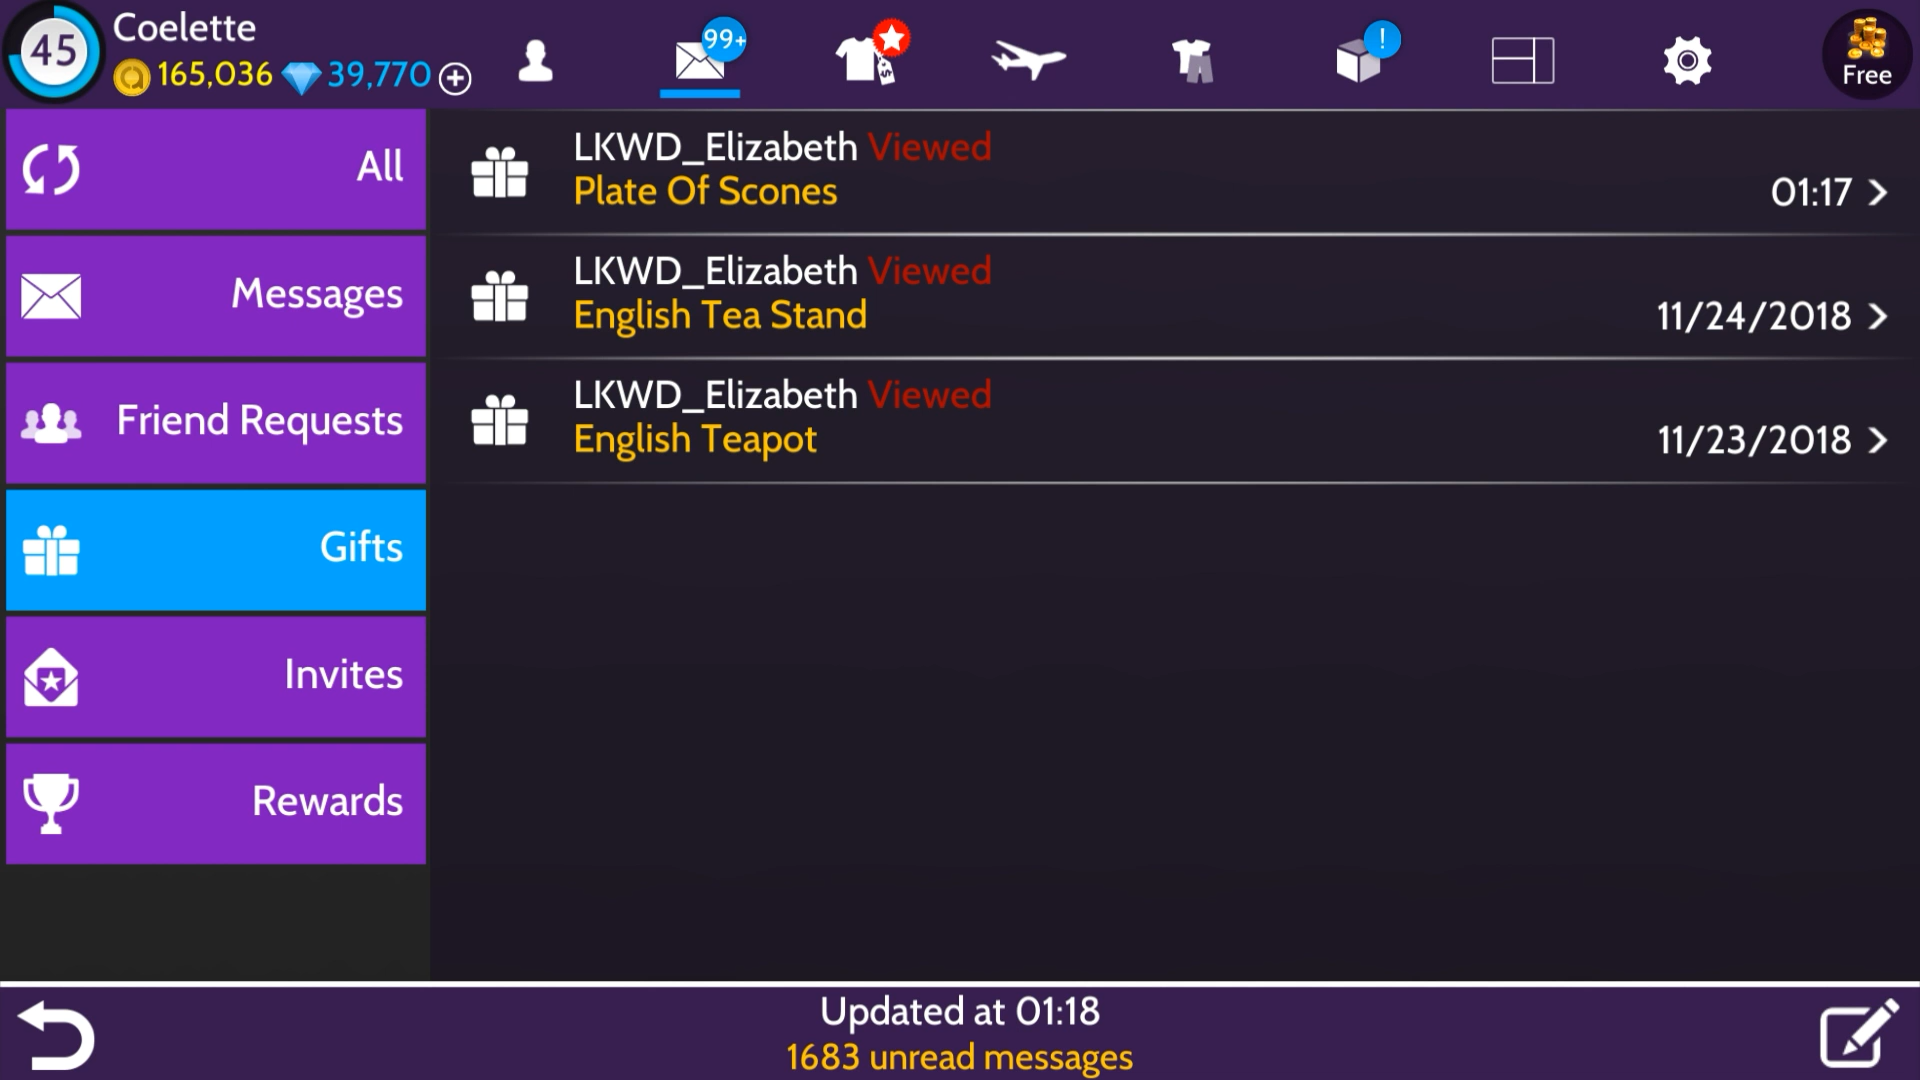 45
Coelette
165,036 39,770
99+
!
Free
All
Messages
Friend Requests
Gifts
Invites
Rewards
LKWD_Elizabeth Viewed
Plate Of Scones
01:17
LKWD_Elizabeth Viewed
English Tea Stand
11/24/2018
LKWD_Elizabeth Viewed
English Teapot
11/23/2018
Updated at 01:18
1683 unread messages